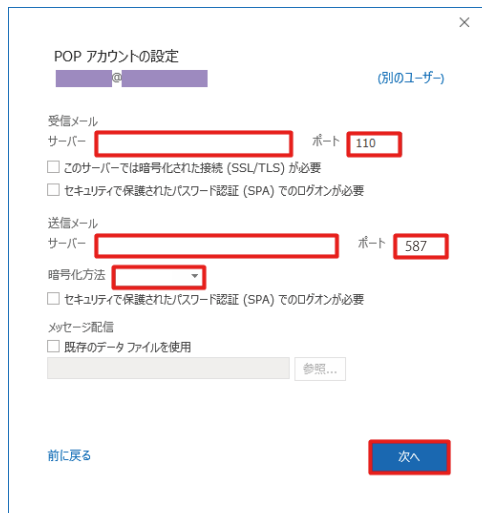 POP アカウントの設定
@
(別のユーザー)
受信メール
サーバー ポート 110
このサーバーでは暗号化された接続 (SSL/TLS) が必要
セキュリティで保護されたパスワード認証 (SPA) でのログオンが必要
送信メール
サーバー ポート 587
暗号化方法
セキュリティで保護されたパスワード認証 (SPA) でのログオンが必要
メッセージ配信
既存のデータ ファイルを使用
参照...
前に戻る 次へ